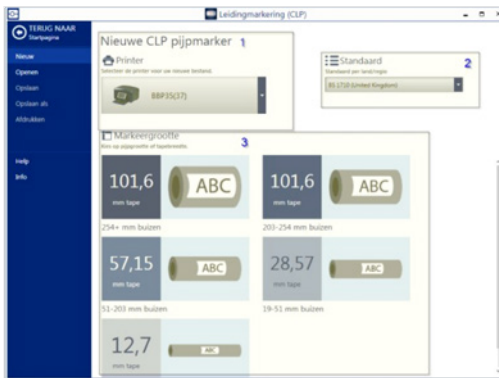 Leidingmarkering (CLP)
TERUG NAAR
Startpagina
Nieuw
Openen
Opslaan
Opslaan als
Afdrukken
Help
Info
Nieuwe CLP pijpmarker 1
Printer
Selecteer de printer voor uw nieuwe bestand.
BBP35(37)
Standaard 2
Standaard per land/regio:
BS 1710 (United Kingdom)
Markeergrootte 3
Kies op pijpgrootte of tapebreedte.
101,6
mm tape
ABC
254+ mm buizen
101,6
mm tape
ABC
203-254 mm buizen
57,15
mm tape
ABC
51-203 mm buizen
28,57
mm tape
ABC
19-51 mm buizen
12,7
mm tape
ABC